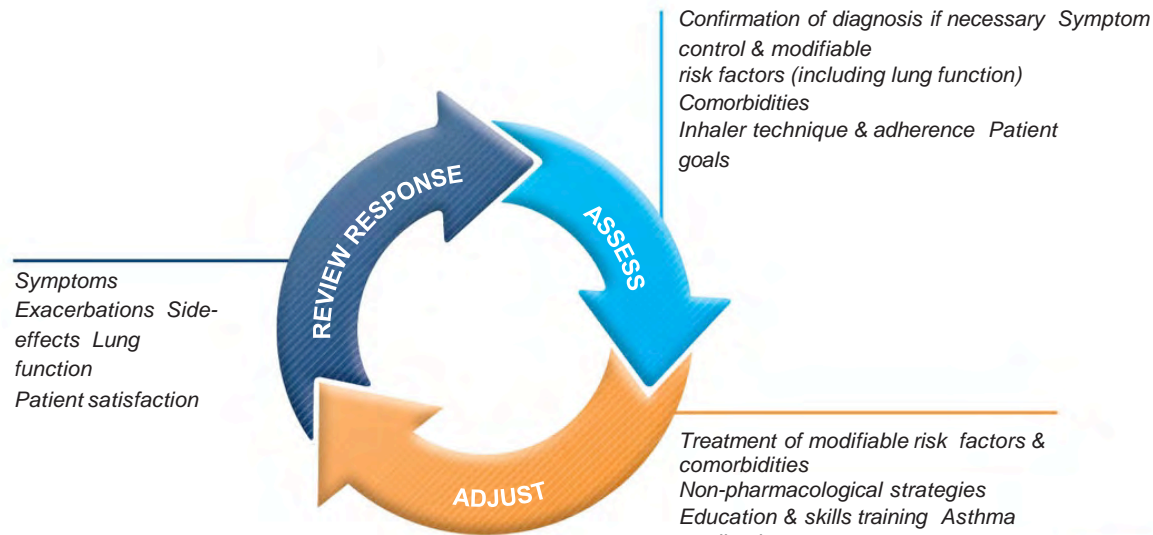 Confirmation of diagnosis if necessary Symptom
control & modifiable
risk factors (including lung function)
Comorbidities
Inhaler technique & adherence Patient
goals
REVIEW RESPONSE
ASSESS
Symptoms
Exacerbations Side-
effects Lung
function
Patient satisfaction
ADJUST
Treatment of modifiable risk factors &
comorbidities
Non-pharmacological strategies
Education & skills training Asthma